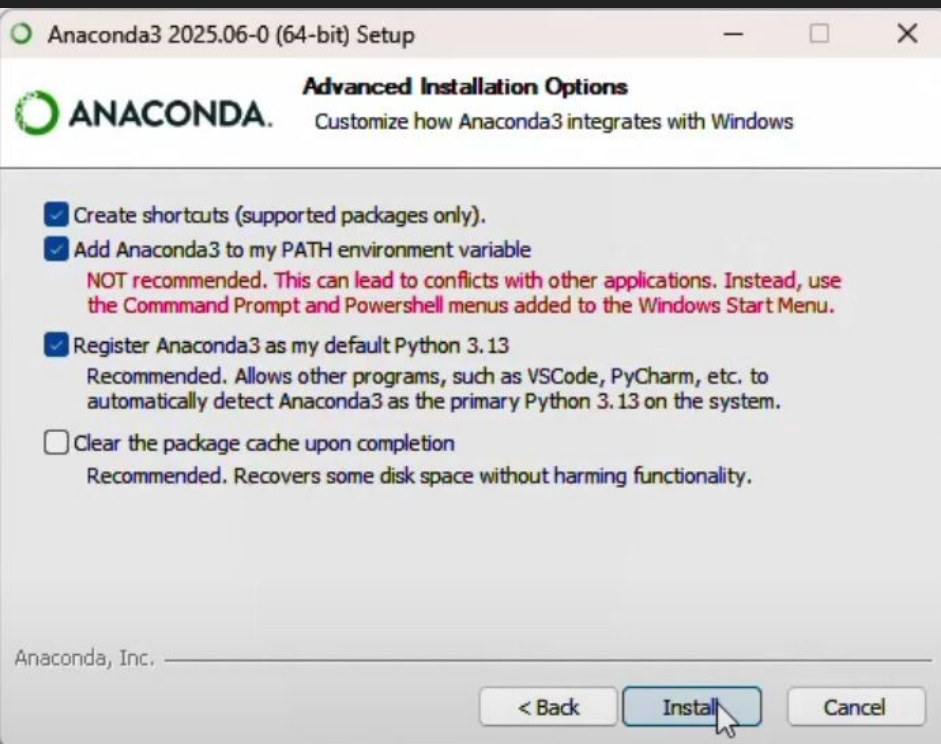 Anaconda3 2025.06-0 (64-bit) Setup
ANACONDA.
Advanced Installation Options
Customize how Anaconda3 integrates with Windows
Create shortcuts (supported packages only).
Add Anaconda3 to my PATH environment variable
NOT recommended. This can lead to conflicts with other applications. Instead, use
the Commmand Prompt and Powershell menus added to the Windows Start Menu.
Register Anaconda3 as my default Python 3.13
Recommended. Allows other programs, such as VSCode, PyCharm, etc. to
automatically detect Anaconda3 as the primary Python 3.13 on the system.
Clear the package cache upon completion
Recommended. Recovers some disk space without harming functionality.
Anaconda, Inc.
< Back
Install
Cancel